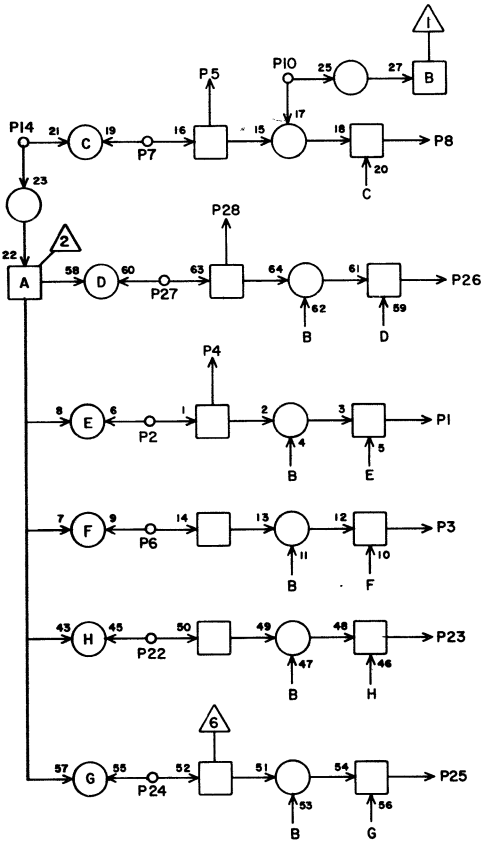 1
P10 25 27 B
P5
17
P14 21 C 19 P7 16 15 18 P8
20
C
23
2
P28
22 A 58 D 60 P27 63 64 61 P26
62 59
B D
P4
8 E 6 P2 1 2 3 P1
4 5
B E
7 F 9 P6 14 13 12 P3
11 10
B F
43 H 45 P22 50 49 48 P23
47 46
B H
6
57 G 55 P24 52 51 54 P25
53 56
B G